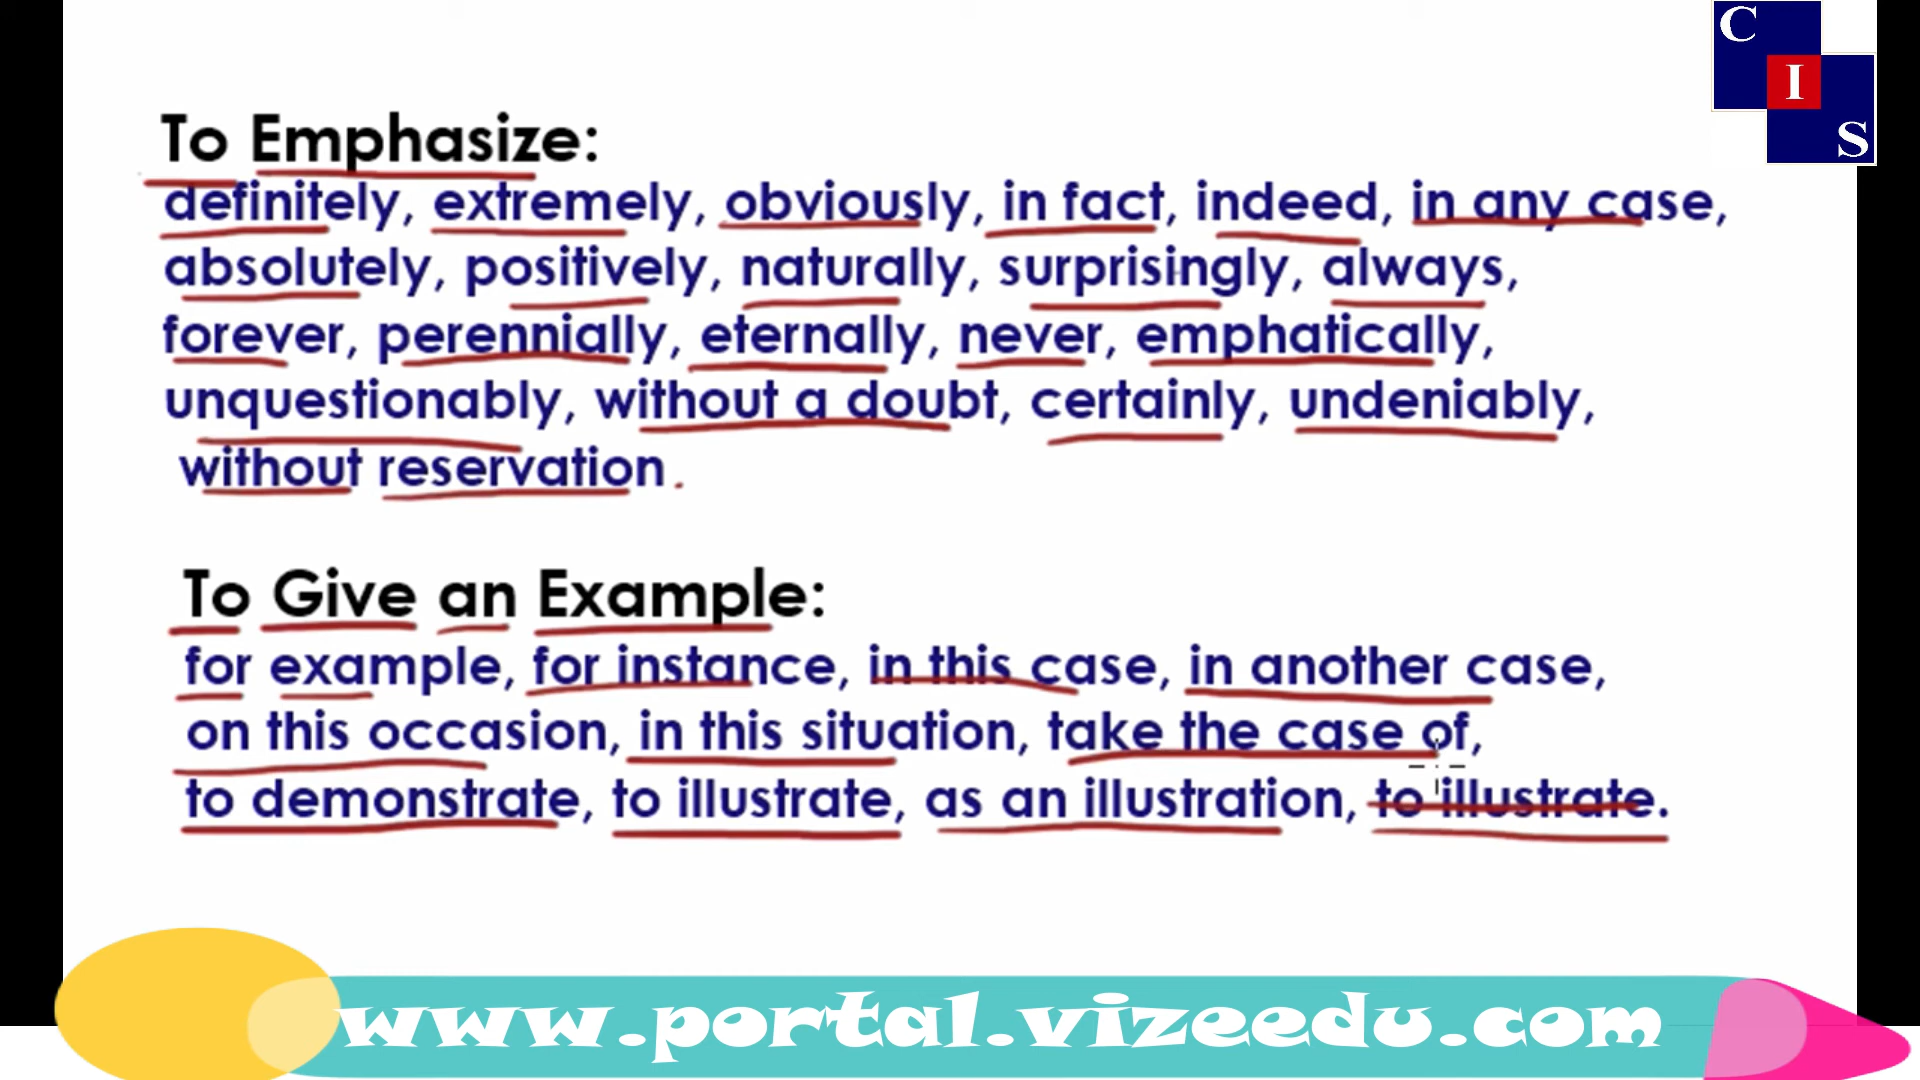 C
I
S
To Emphasize:
definitely, extremely, obviously, in fact, indeed, in any case,
absolutely, positively, naturally, surprisingly, always,
forever, perennially, eternally, never, emphatically,
unquestionably, without a doubt, certainly, undeniably,
without reservation.
To Give an Example:
for example, for instance, in this case, in another case,
on this occasion, in this situation, take the case of,
to demonstrate, to illustrate, as an illustration, to illustrate.
www.portal.vizeedu.com